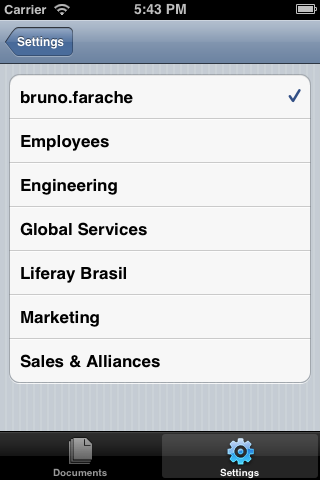 Carrier 5:43 PM
Settings
bruno.farache
Employees
Engineering
Global Services
Liferay Brasil
Marketing
Sales & Alliances
Documents Settings